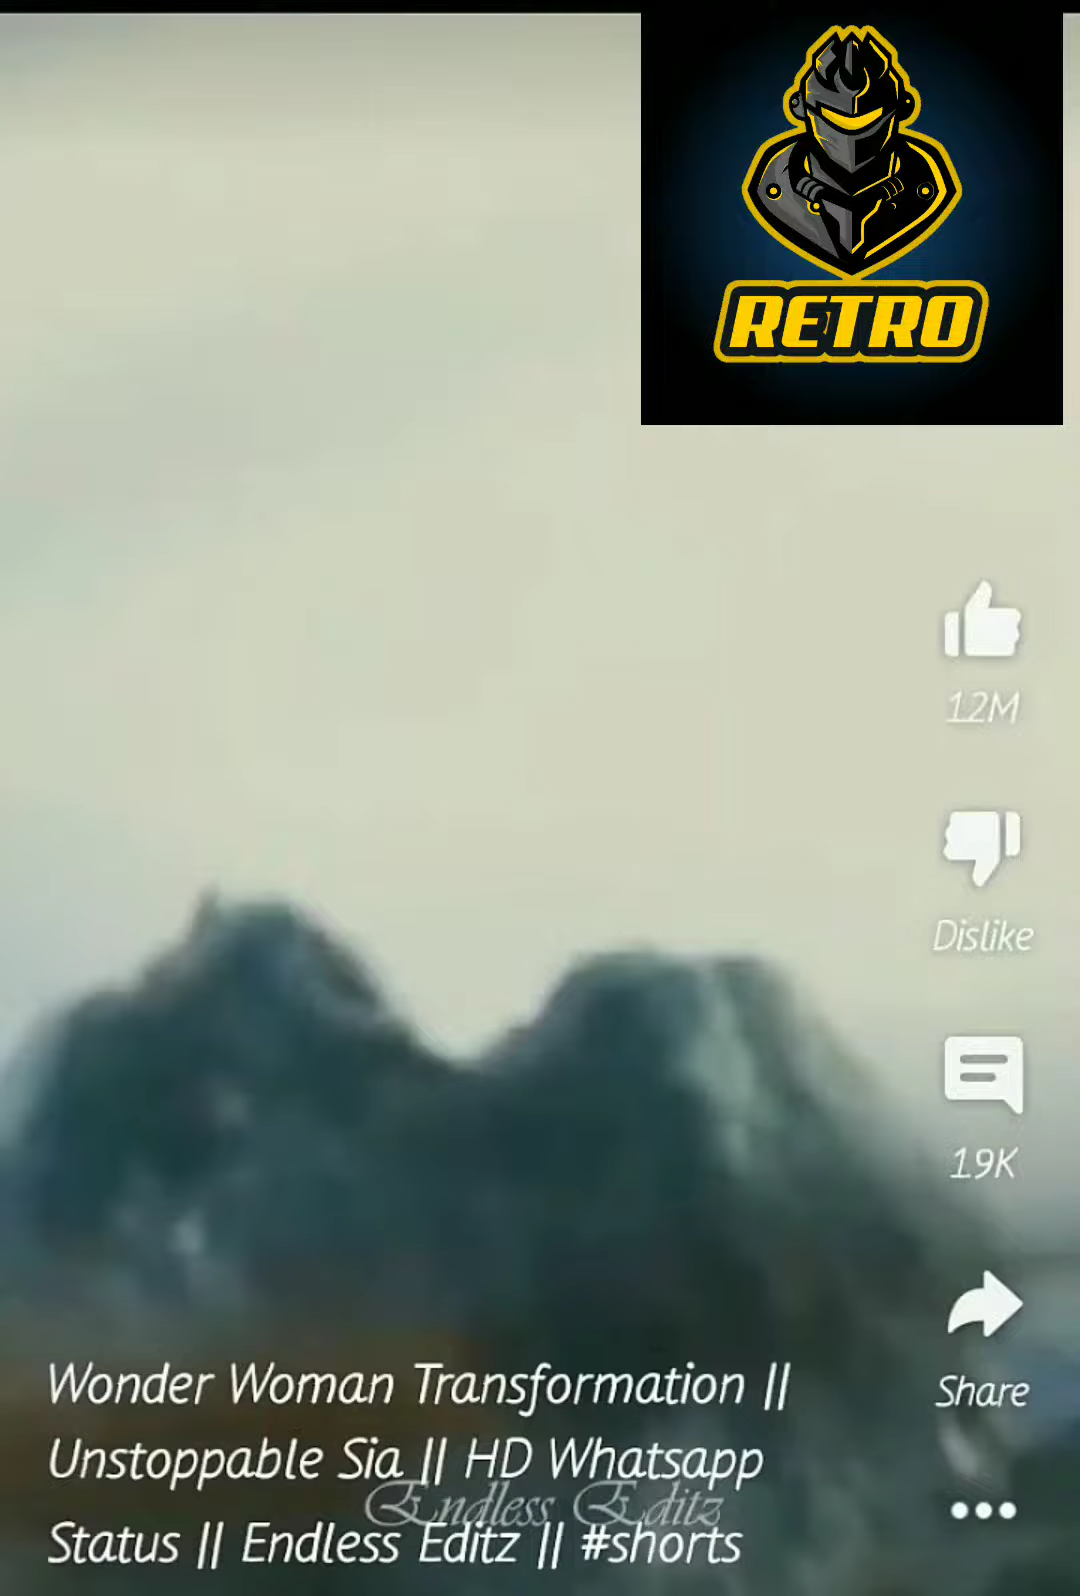 RETRO
12M
Dislike
19K
Share
Wonder Woman Transformation ||
Unstoppable Sia || HD Whatsapp
Endless Editz
Status || Endless Editz || #shorts